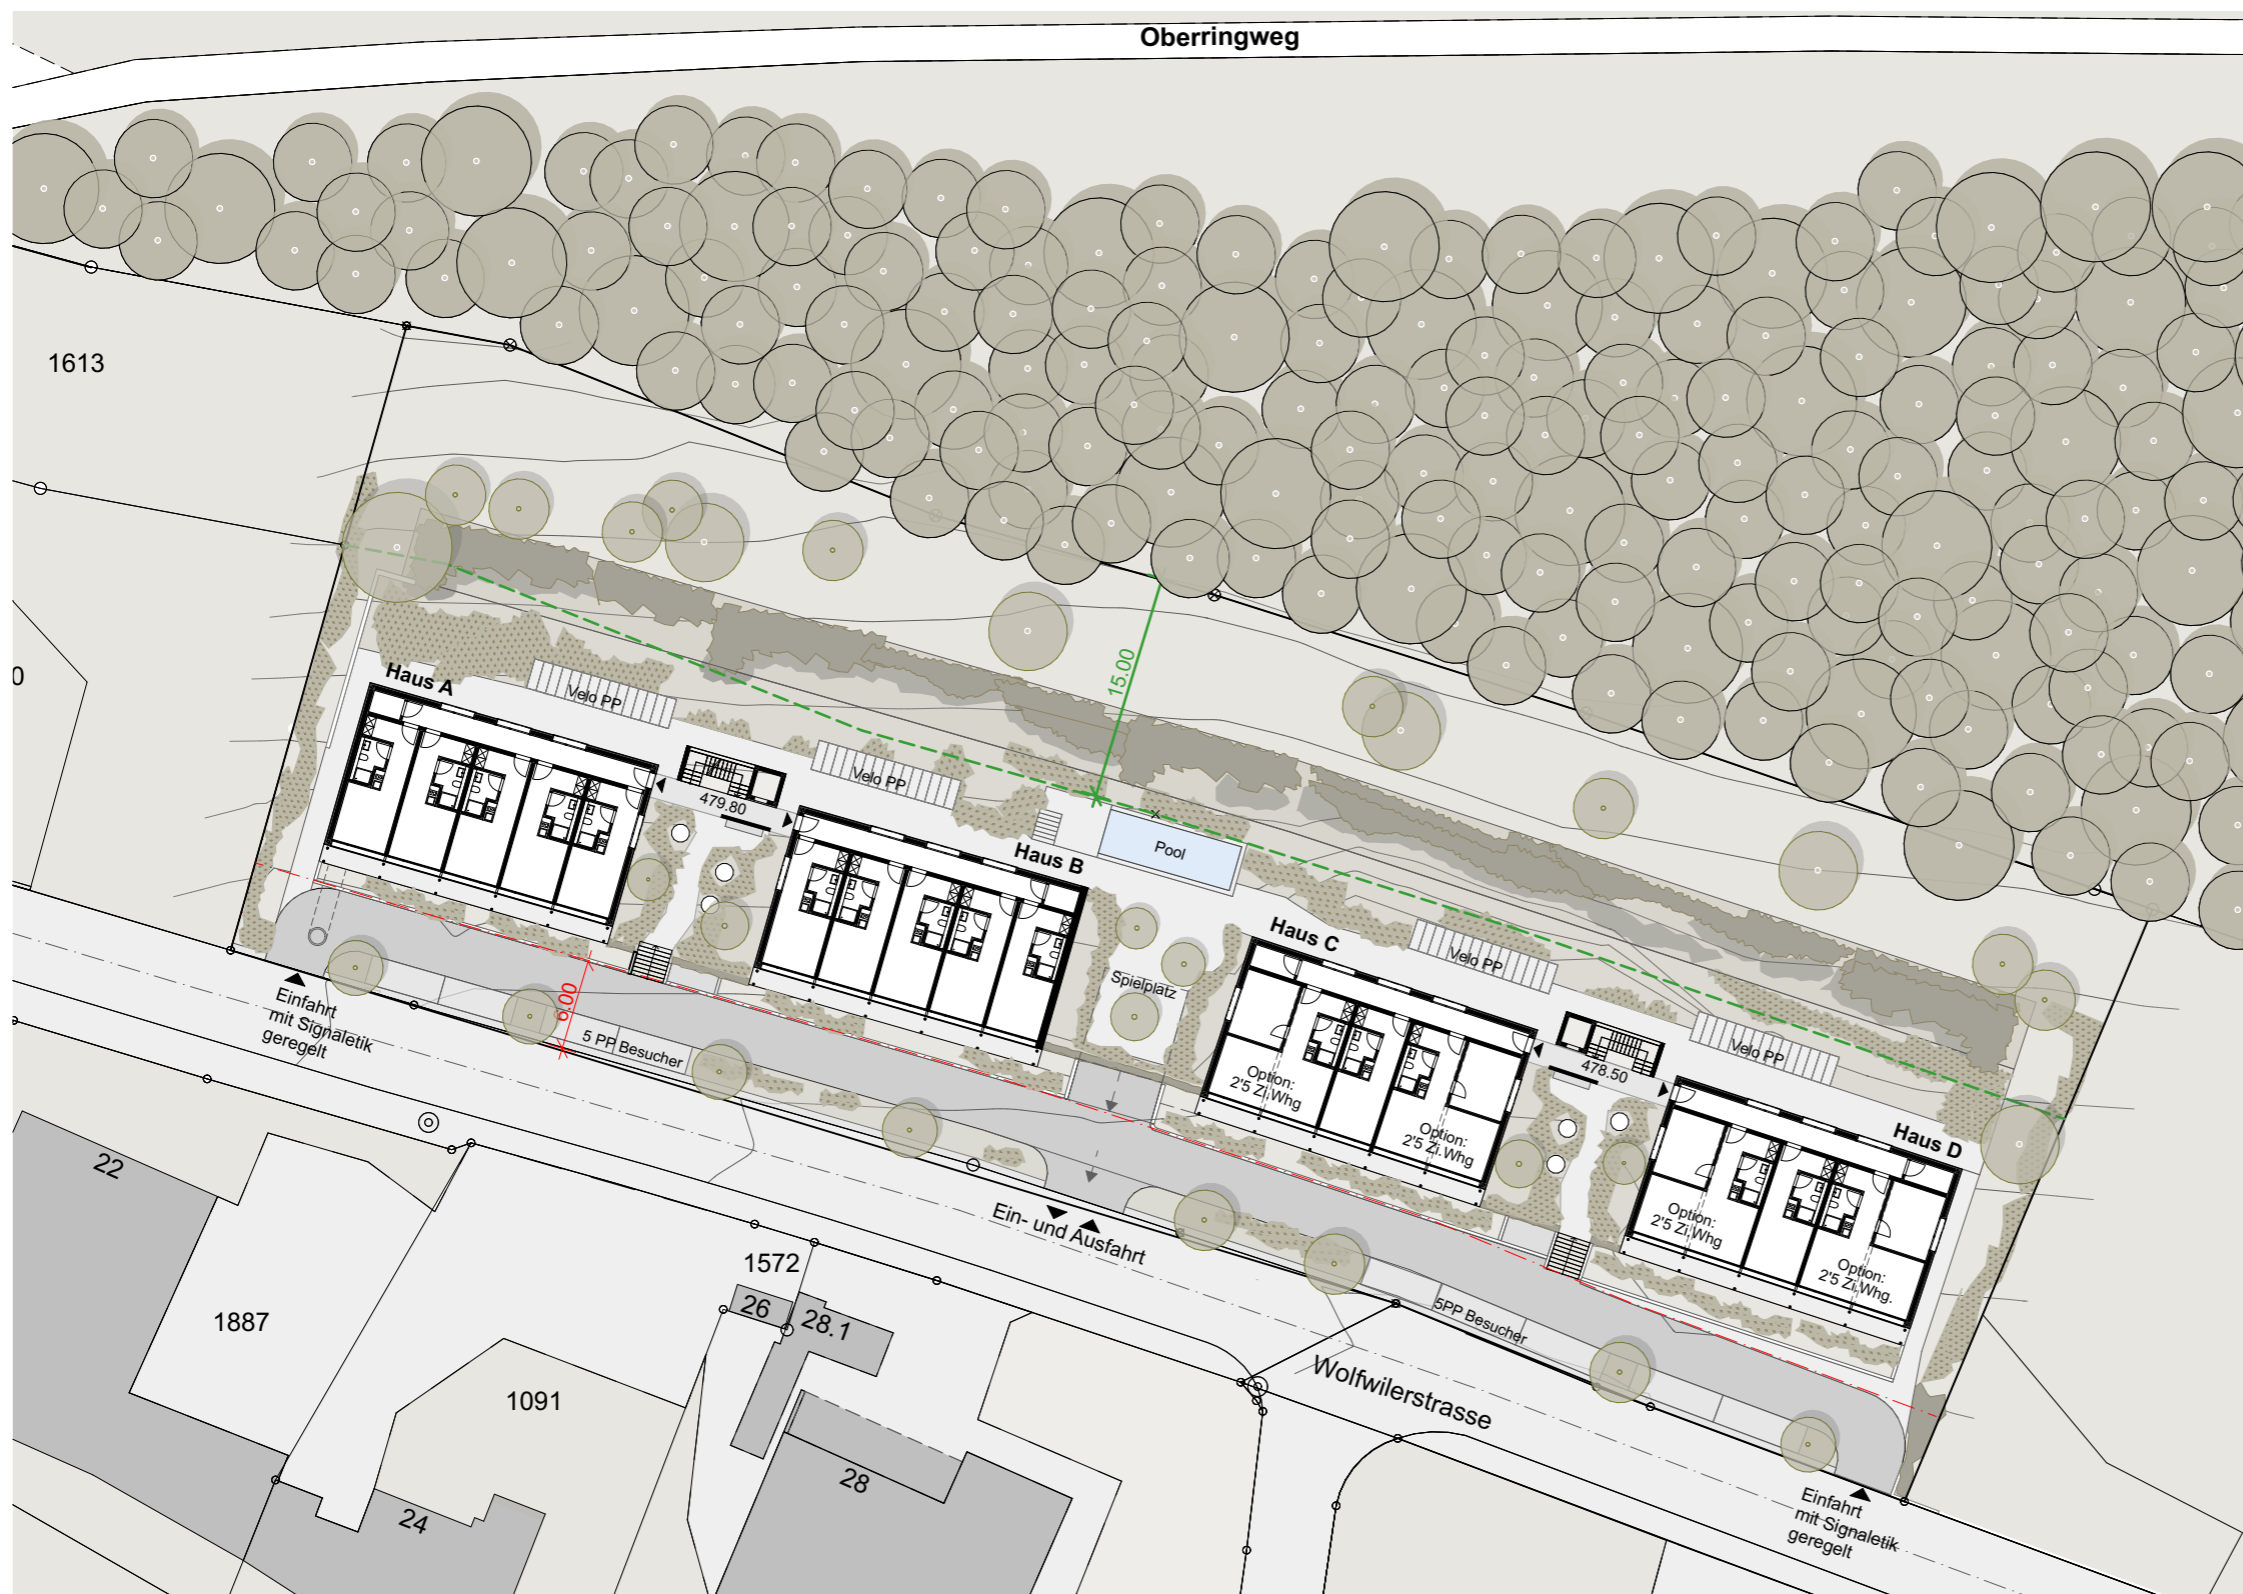 Oberringweg
1613
0
15.00
Haus A
Velo PP
479.80
Velo PP
Haus B
Pool
Haus C
Velo PP
Spielplatz
478.50
Velo PP
Haus D
Option:
2'5 Zi.Whg
Option:
2'5 Zi.Whg
Option:
2'5 Zi.Whg
Option:
2'5 Zi.Whg.
6.00
Einfahrt
mit Signaletik
geregelt
5 PP Besucher
Ein- und Ausfahrt
5PP Besucher
Wolfwilerstrasse
Einfahrt
mit Signaletik
geregelt
22
1887
1572
26
28.1
1091
24
28